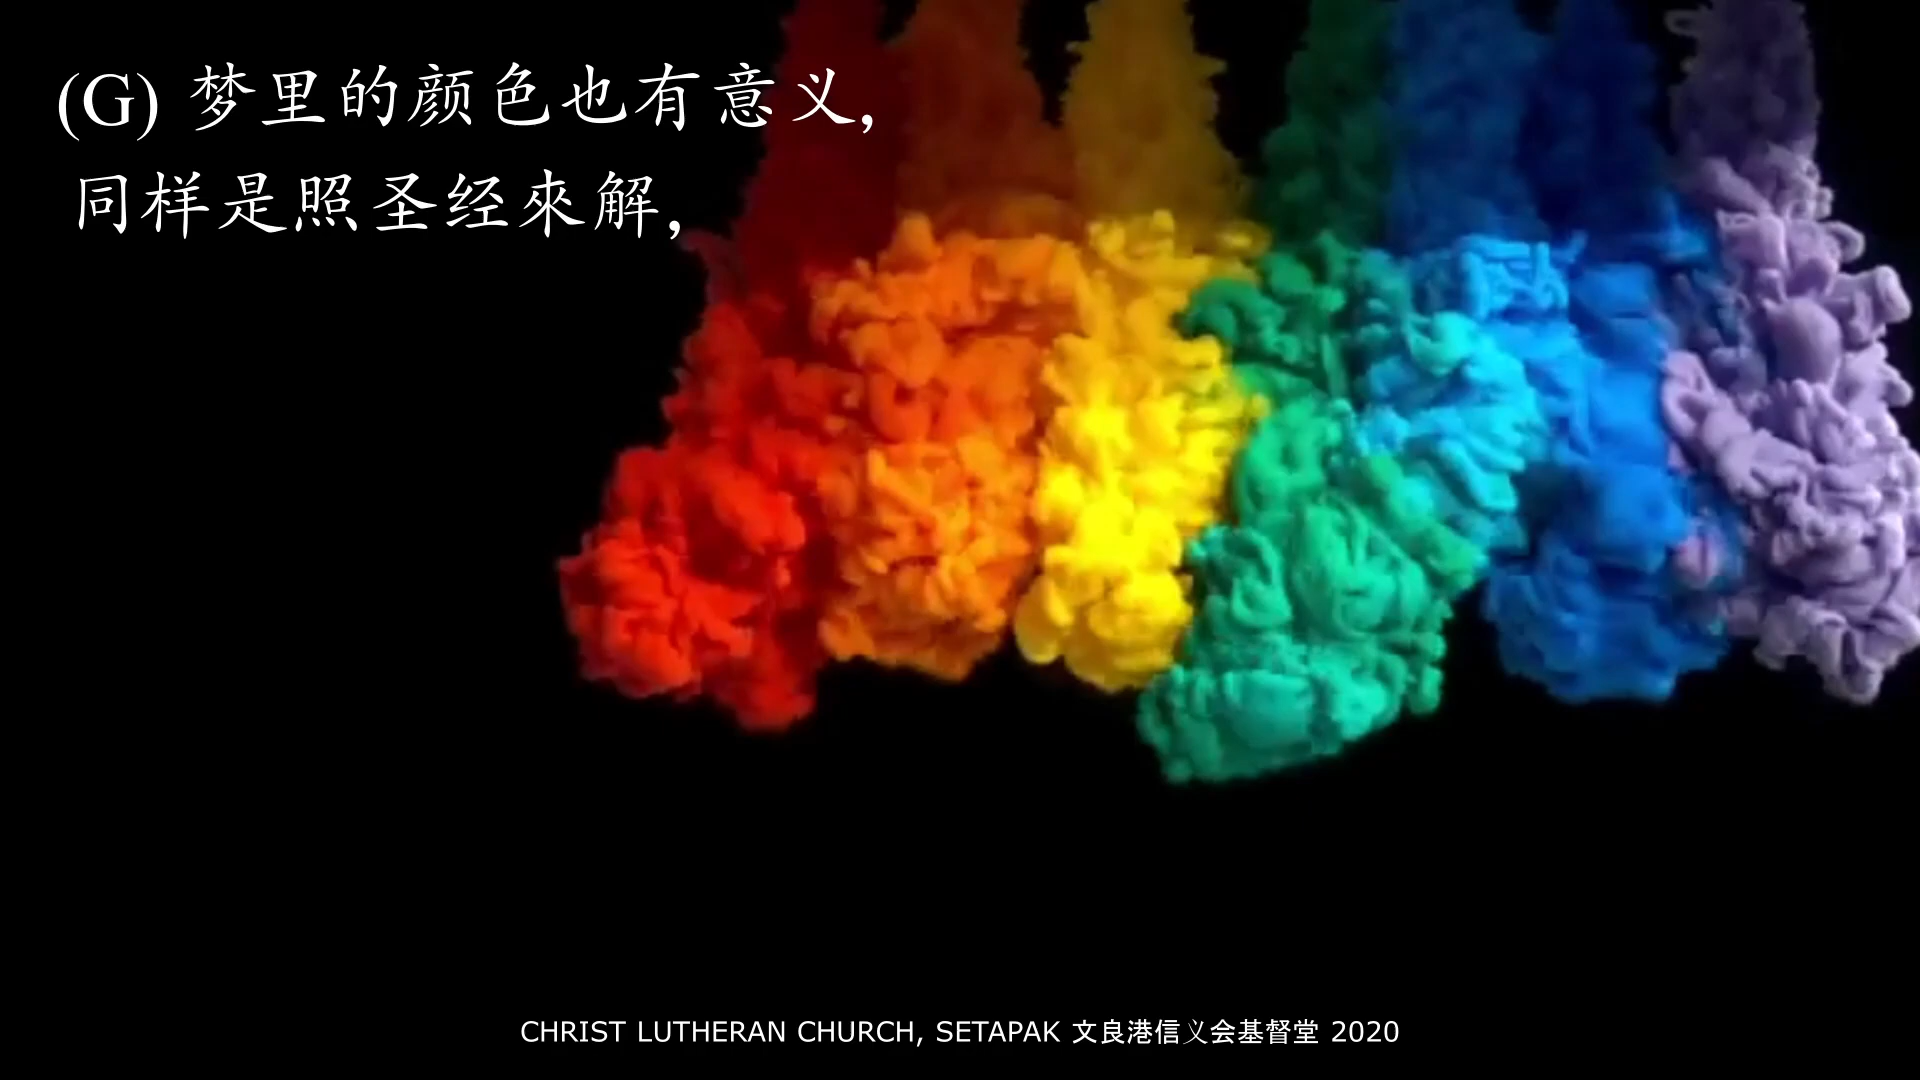 (G) 梦里的颜色也有意义,
同样是照圣经來解,
CHRIST LUTHERAN CHURCH, SETAPAK 文良港信义会基督堂 2020